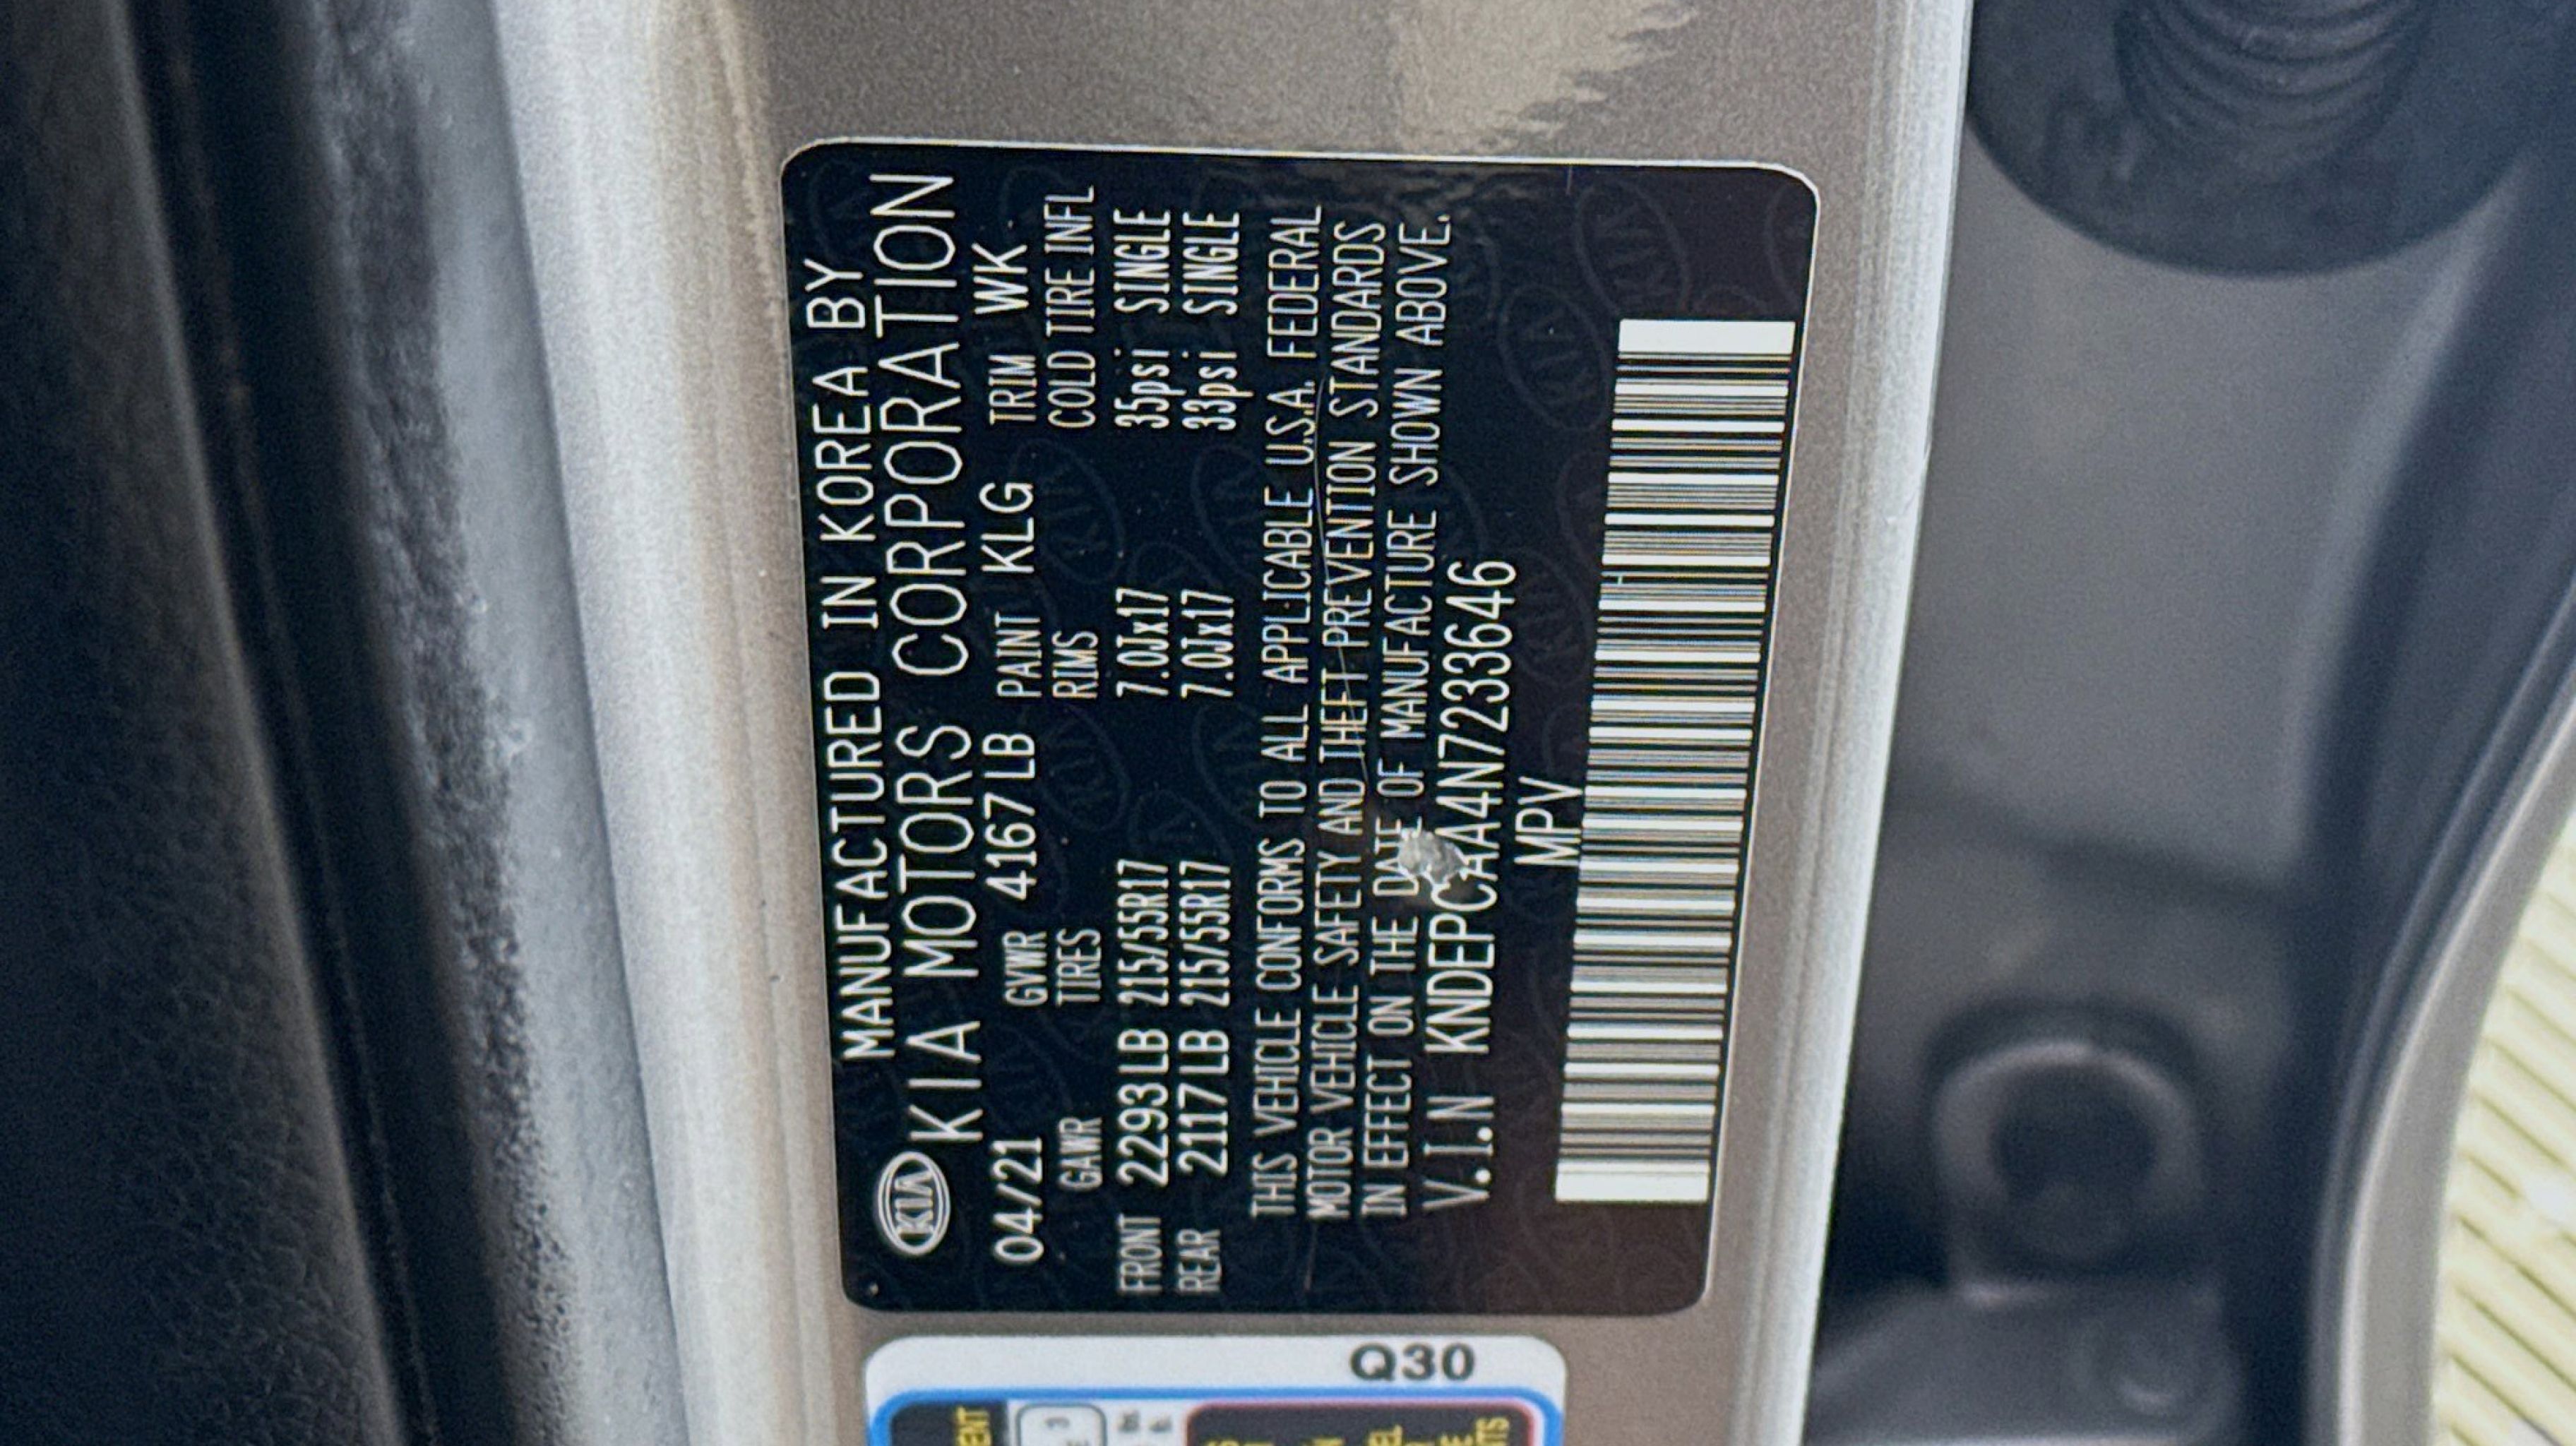 MANUFACTURED IN KOREA BY
KIA KIA MOTORS CORPORATION
04/21 GVWR 4167LB PAINT KLG TRIM WK
GAWR TIRES RIMS COLD TIRE INFL
FRONT 2293LB 215/55R17 7.0Jx17 35psi SINGLE
REAR 2117LB 215/55R17 7.0Jx17 33psi SINGLE
THIS VEHICLE CONFORMS TO ALL APPLICABLE U.S.A. FEDERAL
MOTOR VEHICLE SAFETY AND THEFT PREVENTION STANDARDS
IN EFFECT ON THE DATE OF MANUFACTURE SHOWN ABOVE.
V.I.N KNDEPCAA4N7233646
MPV
Q30